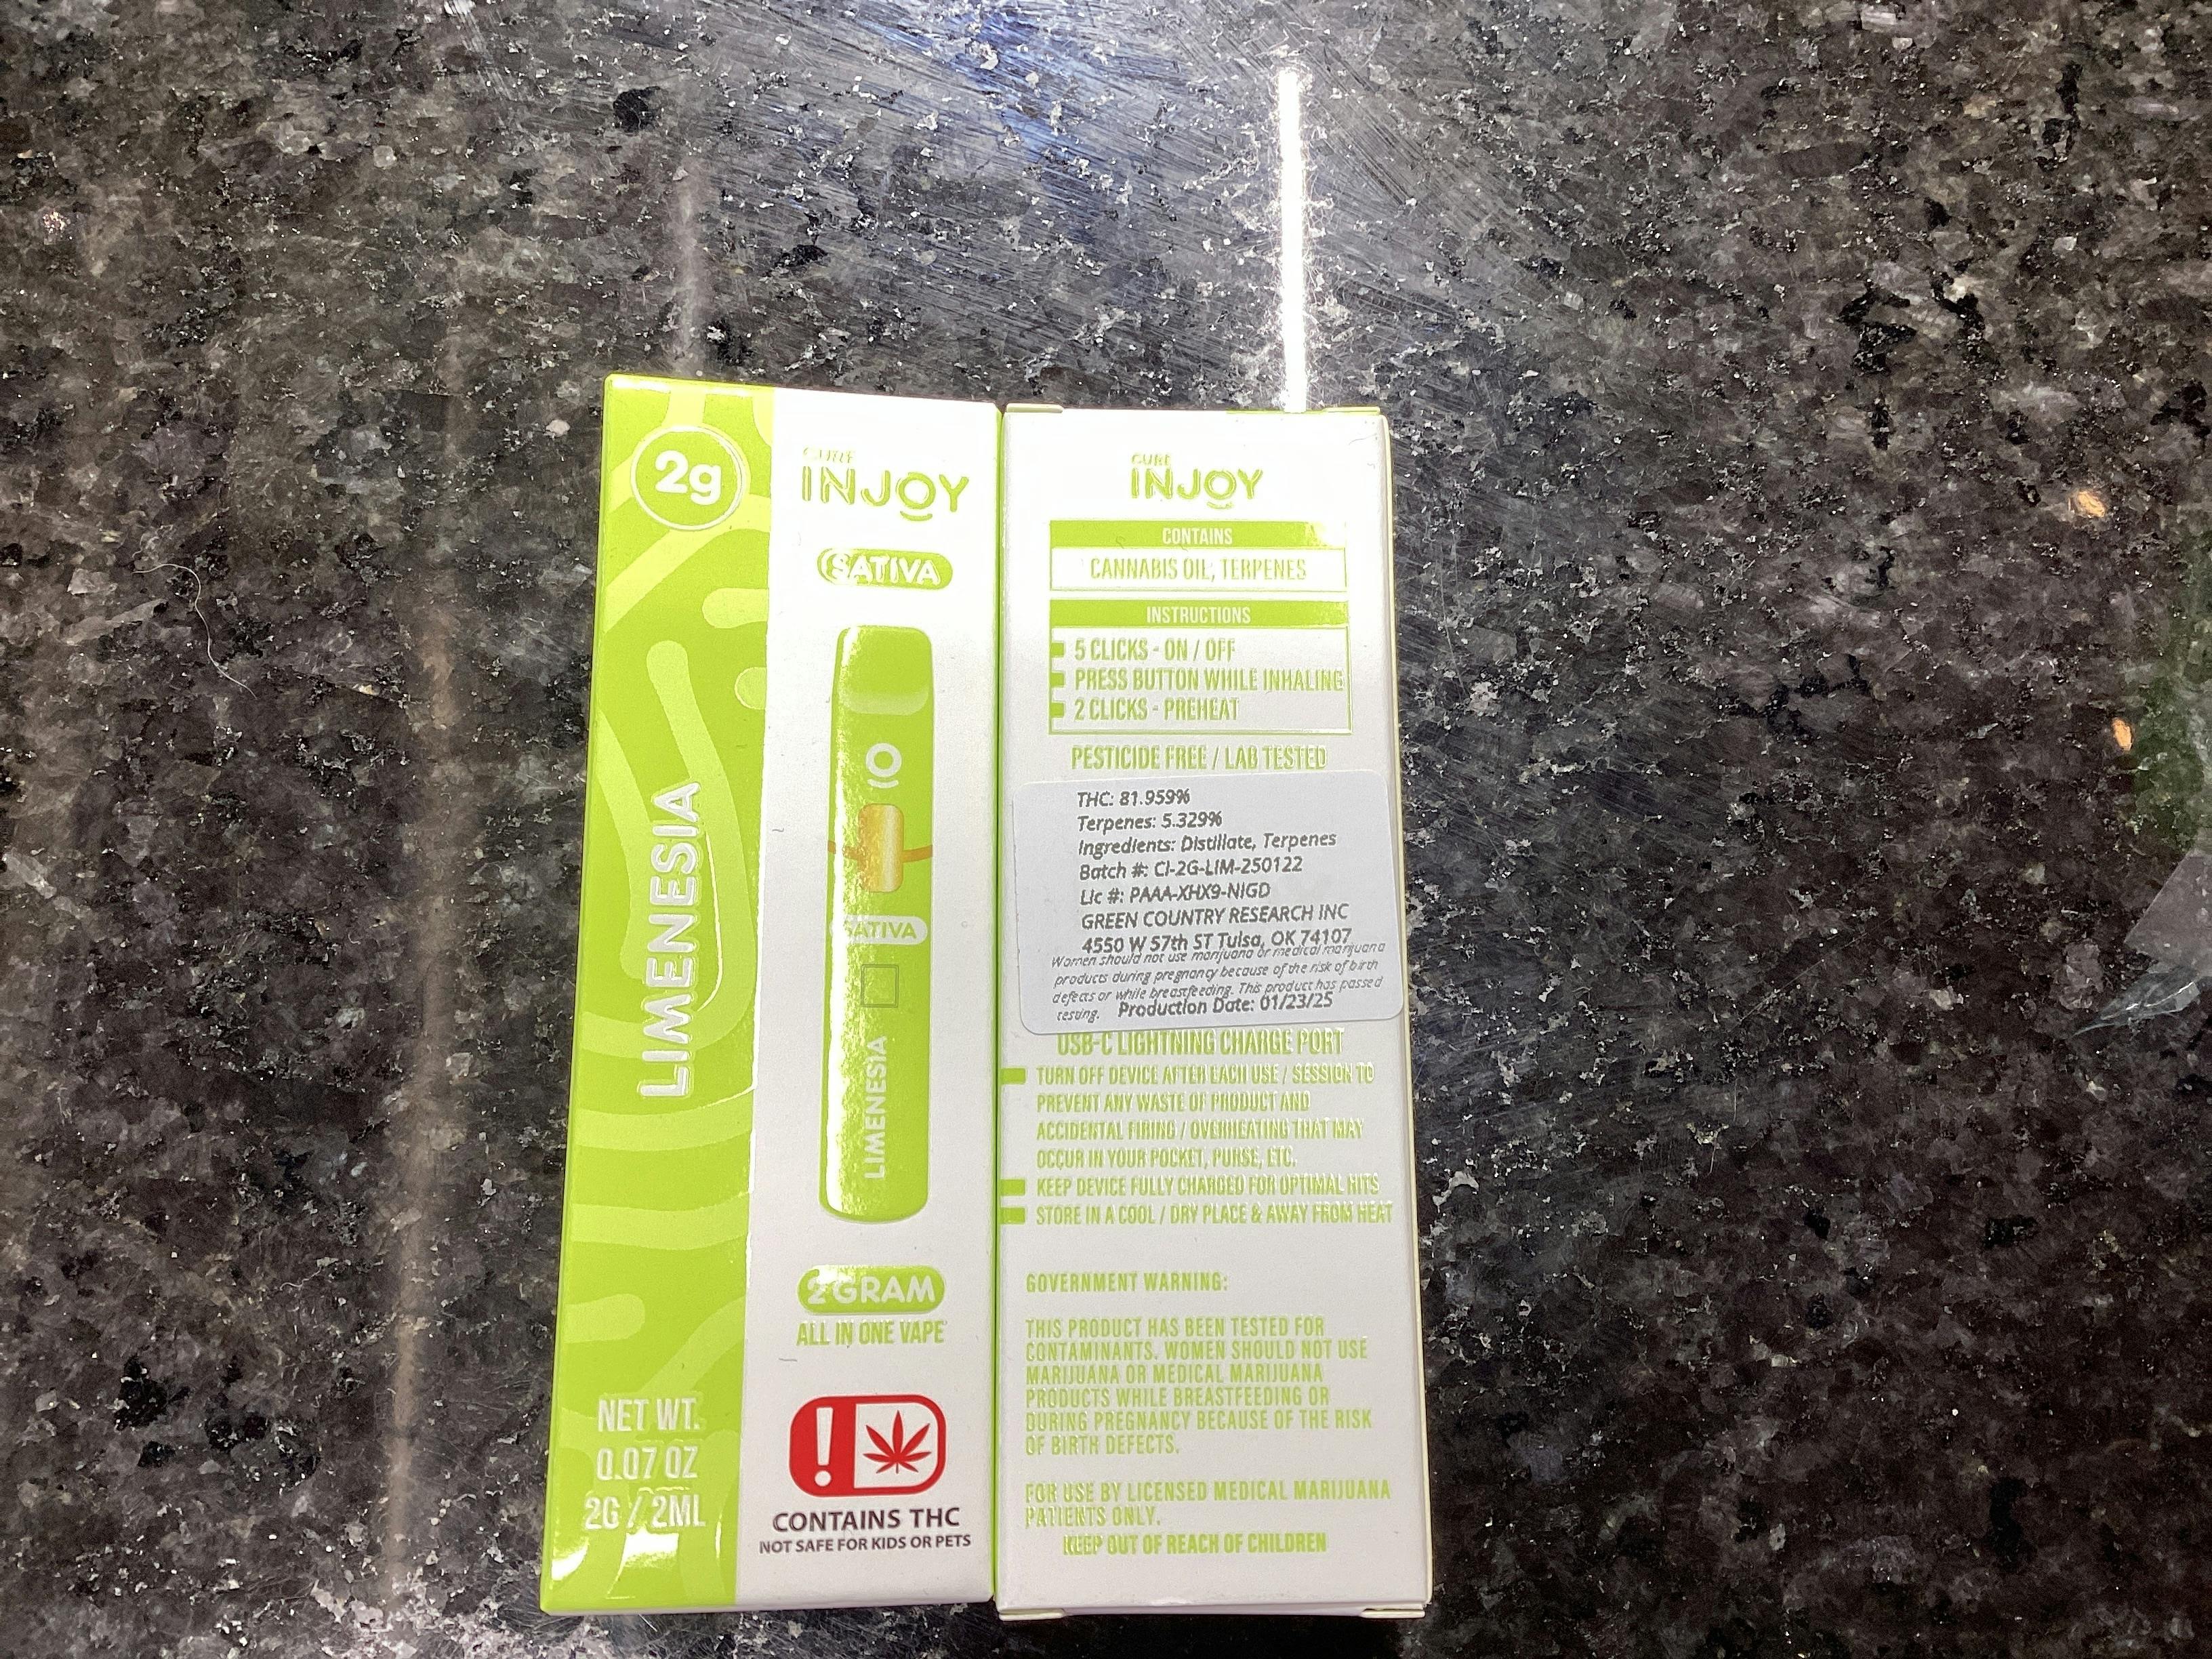 2g
LIMENESIA
NET WT.
0.07 OZ
2G / 2ML
CURE
INJOY
SATIVA
SATIVA
LIMENESIA
2 GRAM
ALL IN ONE VAPE
!
CONTAINS THC
NOT SAFE FOR KIDS OR PETS
CURE
INJOY
CONTAINS
CANNABIS OIL, TERPENES
INSTRUCTIONS
5 CLICKS - ON / OFF
PRESS BUTTON WHILE INHALING
2 CLICKS - PREHEAT
PESTICIDE FREE / LAB TESTED
THC: 81.959%
Terpenes: 5.329%
Ingredients: Distillate, Terpenes
Batch #: CI-2G-LIM-250122
Lic #: PAAA-XHX9-NIGD
GREEN COUNTRY RESEARCH INC
4550 W 57th ST Tulsa, OK 74107
Women should not use marijuana or medical marijuana
products during pregnancy because of the risk of birth
defects or while breastfeeding. This product has passed
testing. Production Date: 01/23/25
USB-C LIGHTNING CHARGE PORT
TURN OFF DEVICE AFTER EACH USE / SESSION TO
PREVENT ANY WASTE OF PRODUCT AND
ACCIDENTAL FIRING / OVERHEATING THAT MAY
OCCUR IN YOUR POCKET, PURSE, ETC.
KEEP DEVICE FULLY CHARGED FOR OPTIMAL HITS
STORE IN A COOL / DRY PLACE & AWAY FROM HEAT
GOVERNMENT WARNING:
THIS PRODUCT HAS BEEN TESTED FOR
CONTAMINANTS. WOMEN SHOULD NOT USE
MARIJUANA OR MEDICAL MARIJUANA
PRODUCTS WHILE BREASTFEEDING OR
DURING PREGNANCY BECAUSE OF THE RISK
OF BIRTH DEFECTS.
FOR USE BY LICENSED MEDICAL MARIJUANA
PATIENTS ONLY.
KEEP OUT OF REACH OF CHILDREN